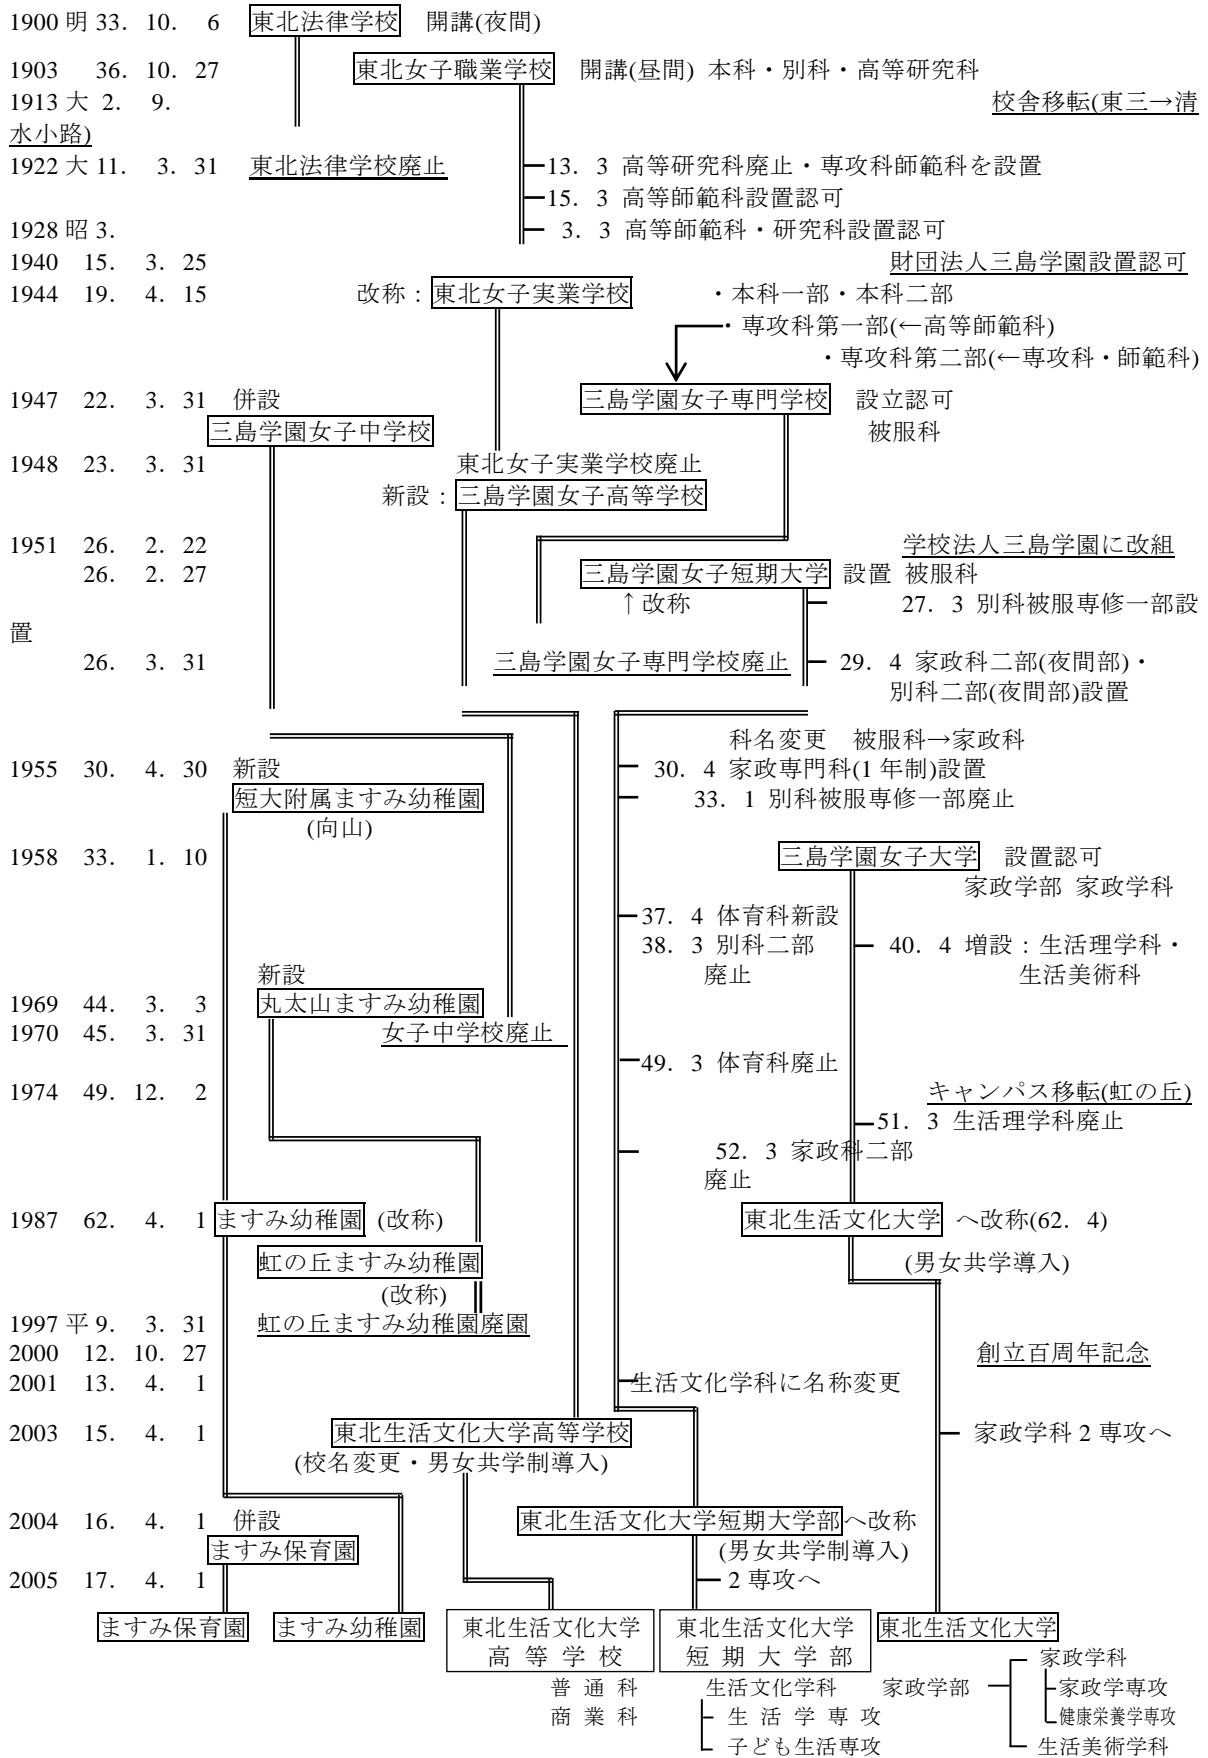 1900 明 33. 10. 6 東北法律学校 開講(夜間)
1903 36. 10. 27 東北女子職業学校 開講(昼間) 本科・別科・高等研究科
1913 大 2. 9. 校舎移転(東三→清
水小路)
1922 大 11. 3. 31 東北法律学校廃止 13. 3 高等研究科廃止・専攻科師範科を設置
15. 3 高等師範科設置認可
1928 昭 3. 3. 3 高等師範科・研究科設置認可
1940 15. 3. 25 財団法人三島学園設置認可
1944 19. 4. 15 改称：東北女子実業学校 ・本科一部・本科二部
・専攻科第一部(←高等師範科)
・専攻科第二部(←専攻科・師範科)
1947 22. 3. 31 併設 三島学園女子専門学校 設立認可
三島学園女子中学校 被服科
1948 23. 3. 31 東北女子実業学校廃止
新設：三島学園女子高等学校
1951 26. 2. 22 学校法人三島学園に改組
26. 2. 27 三島学園女子短期大学 設置 被服科
↑改称 27. 3 別科被服専修一部設
置
26. 3. 31 三島学園女子専門学校廃止 29. 4 家政科二部(夜間部)・
別科二部(夜間部)設置
科名変更 被服科→家政科
1955 30. 4. 30 新設 30. 4 家政専門科(1年制)設置
短大附属ますみ幼稚園 33. 1 別科被服専修一部廃止
(向山)
1958 33. 1. 10 三島学園女子大学 設置認可
家政学部 家政学科
37. 4 体育科新設
38. 3 別科二部 40. 4 増設：生活理学科・
新設 廃止 生活美術科
1969 44. 3. 3 丸太山ますみ幼稚園
1970 45. 3. 31 女子中学校廃止
49. 3 体育科廃止
1974 49. 12. 2 キャンパス移転(虹の丘)
51. 3 生活理学科廃止
52. 3 家政科二部
廃止
1987 62. 4. 1 ますみ幼稚園 (改称) 東北生活文化大学 へ改称(62. 4)
虹の丘ますみ幼稚園 (男女共学導入)
(改称)
1997 平 9. 3. 31 虹の丘ますみ幼稚園廃園
2000 12. 10. 27 創立百周年記念
2001 13. 4. 1 生活文化学科に名称変更
2003 15. 4. 1 東北生活文化大学高等学校 家政学科 2 専攻へ
(校名変更・男女共学制導入)
2004 16. 4. 1 併設 東北生活文化大学短期大学部へ改称
ますみ保育園 (男女共学制導入)
2005 17. 4. 1 2 専攻へ
ますみ保育園 ますみ幼稚園 東北生活文化大学 東北生活文化大学 東北生活文化大学
高等学校 短期大学部
家政学科
普通科 生活文化学科 家政学部 家政学専攻
商業科 生活学専攻 健康栄養学専攻
子ども生活専攻 生活美術学科